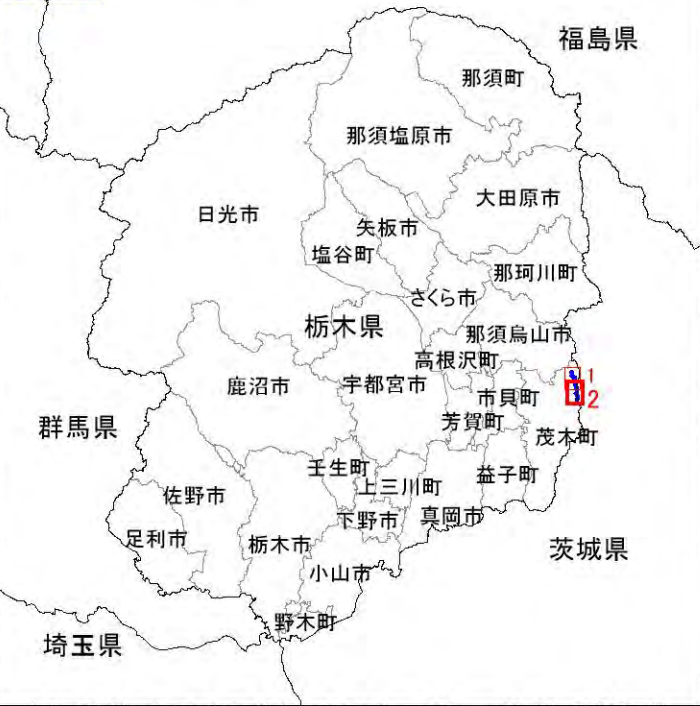 福島県
那須町
那須塩原市
大田原市
日光市
矢板市
塩谷町
那珂川町
さくら市
栃木県
那須烏山市
高根沢町
1
鹿沼市
宇都宮市
市貝町
2
群馬県
芳賀町
茂木町
壬生町
上三川町
益子町
佐野市
下野市
真岡市
足利市
栃木市
茨城県
小山市
野木町
埼玉県